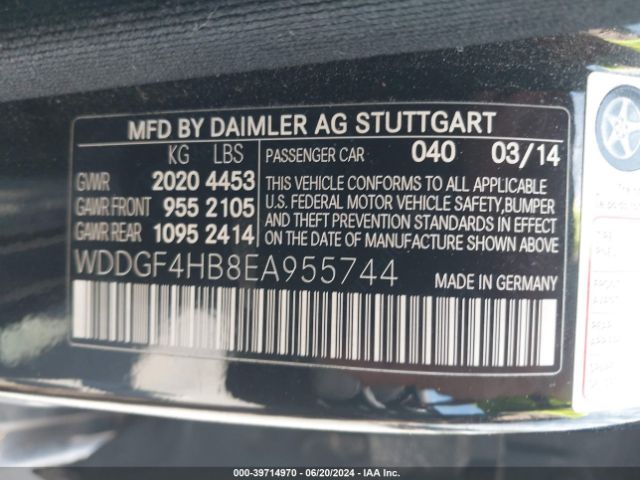 MFD BY DAIMLER AG STUTTGART
KG LBS
GVWR 2020 4453
GAWR FRONT 955 2105
GAWR REAR 1095 2414
PASSENGER CAR 040 03/14
THIS VEHICLE CONFORMS TO ALL APPLICABLE
U.S. FEDERAL MOTOR VEHICLE SAFETY,BUMPER
AND THEFT PREVENTION STANDARDS IN EFFECT
ON THE DATE OF MANUFACTURE SHOWN ABOVE.
WDDGF4HB8EA955744
MADE IN GERMANY
000-39714970 / 06/20/2024 / IAA, LLC